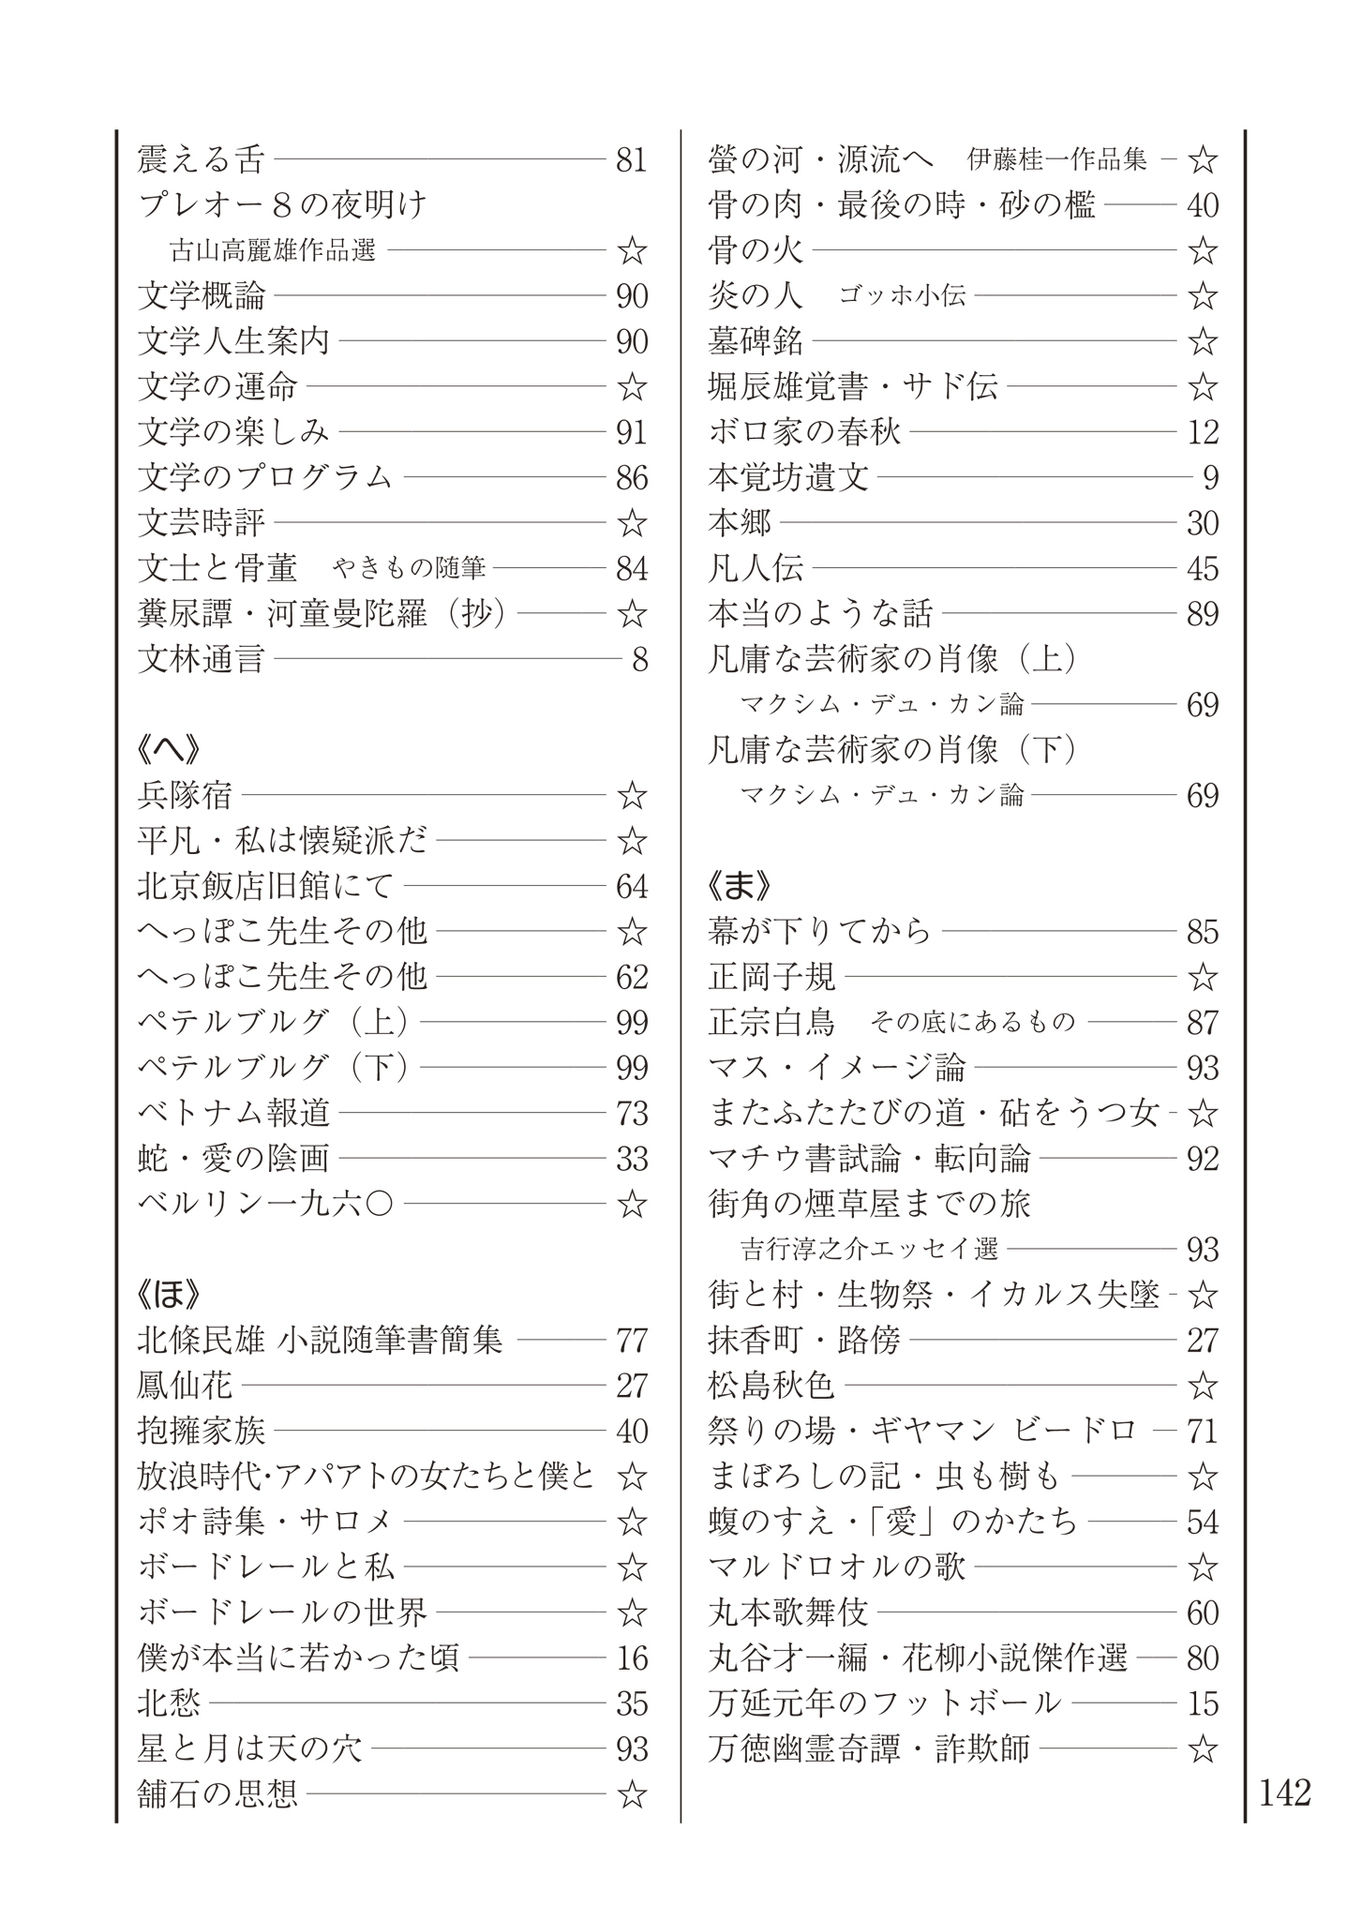 震える舌 81
プレオー８の夜明け
古山高麗雄作品選 ☆
文学概論 90
文学人生案内 90
文学の運命 ☆
文学の楽しみ 91
文学のプログラム 86
文芸時評 ☆
文士と骨董 やきもの随筆 84
糞尿譚・河童曼陀羅（抄） ☆
文林通言 8
《へ》
兵隊宿 ☆
平凡・私は懐疑派だ ☆
北京飯店旧館にて 64
へっぽこ先生その他 ☆
へっぽこ先生その他 62
ペテルブルグ（上） 99
ペテルブルグ（下） 99
ベトナム報道 73
蛇・愛の陰画 33
ベルリン一九六〇 ☆
《ほ》
北條民雄 小説随筆書簡集 77
鳳仙花 27
抱擁家族 40
放浪時代・アパアトの女たちと僕と ☆
ポオ詩集・サロメ ☆
ボードレールと私 ☆
ボードレールの世界 ☆
僕が本当に若かった頃 16
北愁 35
星と月は天の穴 93
舗石の思想 ☆
螢の河・源流へ 伊藤桂一作品集 ☆
骨の肉・最後の時・砂の檻 40
骨の火 ☆
炎の人 ゴッホ小伝 ☆
墓碑銘 ☆
堀辰雄覚書・サド伝 ☆
ボロ家の春秋 12
本覚坊遺文 9
本郷 30
凡人伝 45
本当のような話 89
凡庸な芸術家の肖像（上）
マクシム・デュ・カン論 69
凡庸な芸術家の肖像（下）
マクシム・デュ・カン論 69
《ま》
幕が下りてから 85
正岡子規 ☆
正宗白鳥 その底にあるもの 87
マス・イメージ論 93
またふたたびの道・砧をうつ女 ☆
マチウ書試論・転向論 92
街角の煙草屋までの旅
吉行淳之介エッセイ選 93
街と村・生物祭・イカルス失墜 ☆
抹香町・路傍 27
松島秋色 ☆
祭りの場・ギヤマン ビードロ 71
まぼろしの記・虫も樹も ☆
蝮のすえ・「愛」のかたち 54
マルドロオルの歌 ☆
丸本歌舞伎 60
丸谷才一編・花柳小説傑作選 80
万延元年のフットボール 15
万徳幽霊奇譚・詐欺師 ☆
142